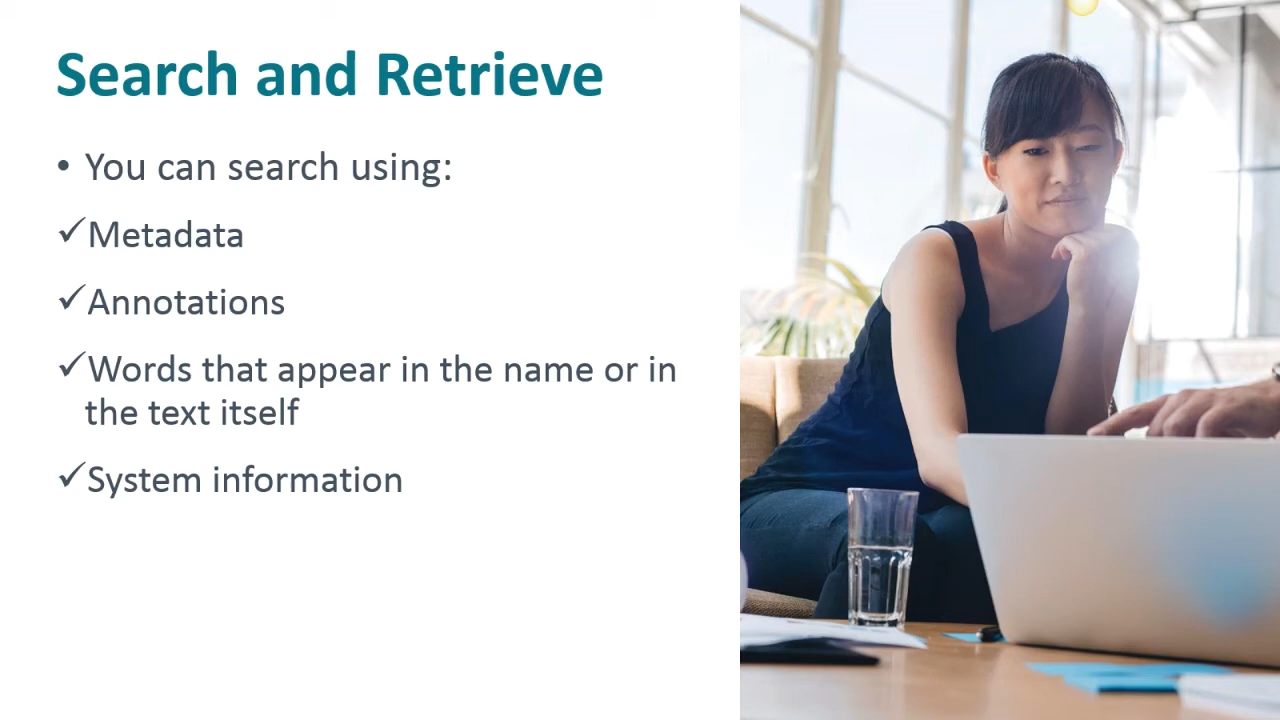 Search and Retrieve
• You can search using:
✓Metadata
✓Annotations
✓Words that appear in the name or in
the text itself
✓System information